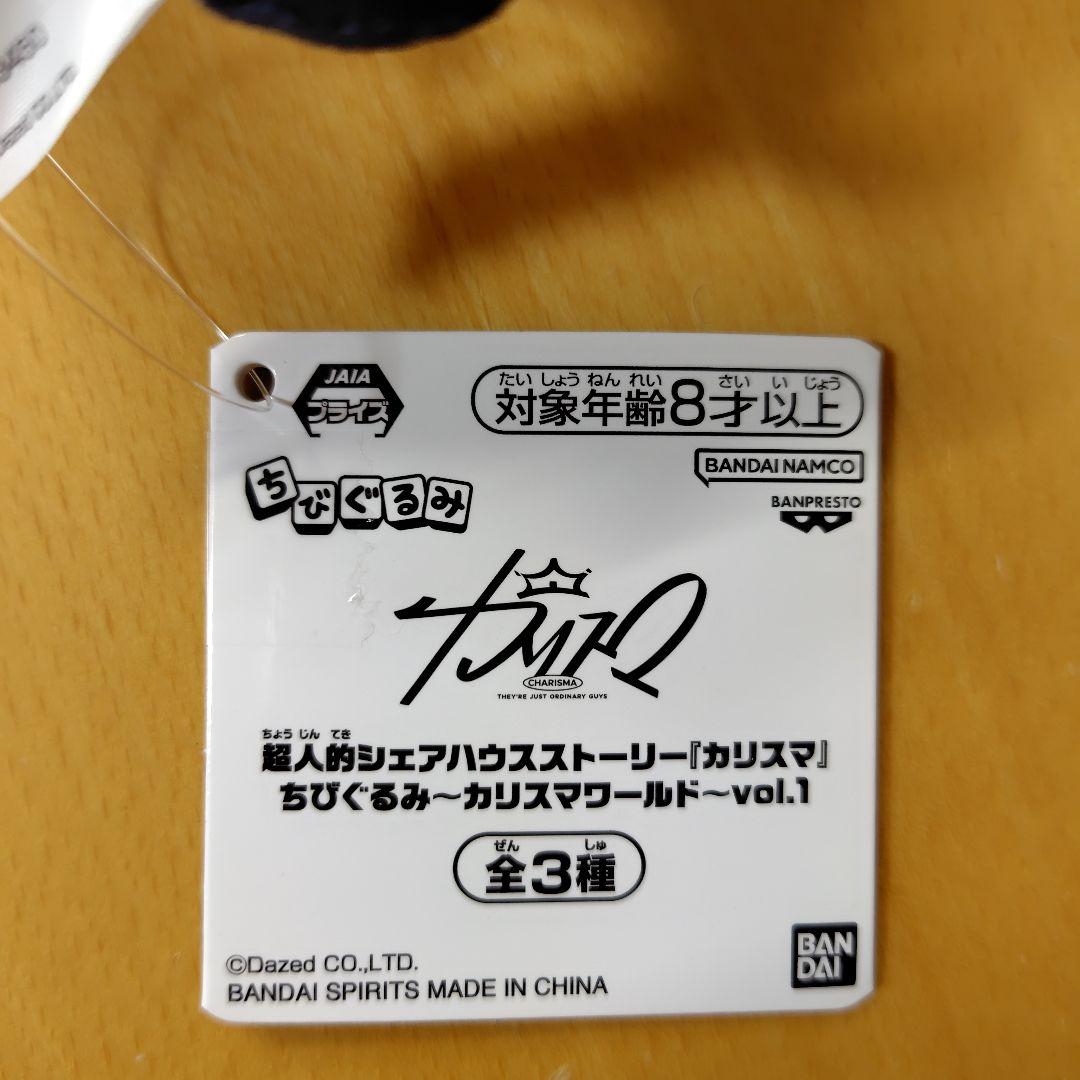 JAIA
プライズ
たいしょうねんれい さい いじょう
対象年齢8才以上
BANDAI NAMCO
BANPRESTO
ちびぐるみ
カリスマ
CHARISMA
THEY'RE JUST ORDINARY GUYS
ちょうじんてき
超人的シェアハウスストーリー『カリスマ』
ちびぐるみ～カリスマワールド～vol.1
ぜん しゅ
全3種
©Dazed CO.,LTD.
BANDAI SPIRITS MADE IN CHINA
BAN
DAI